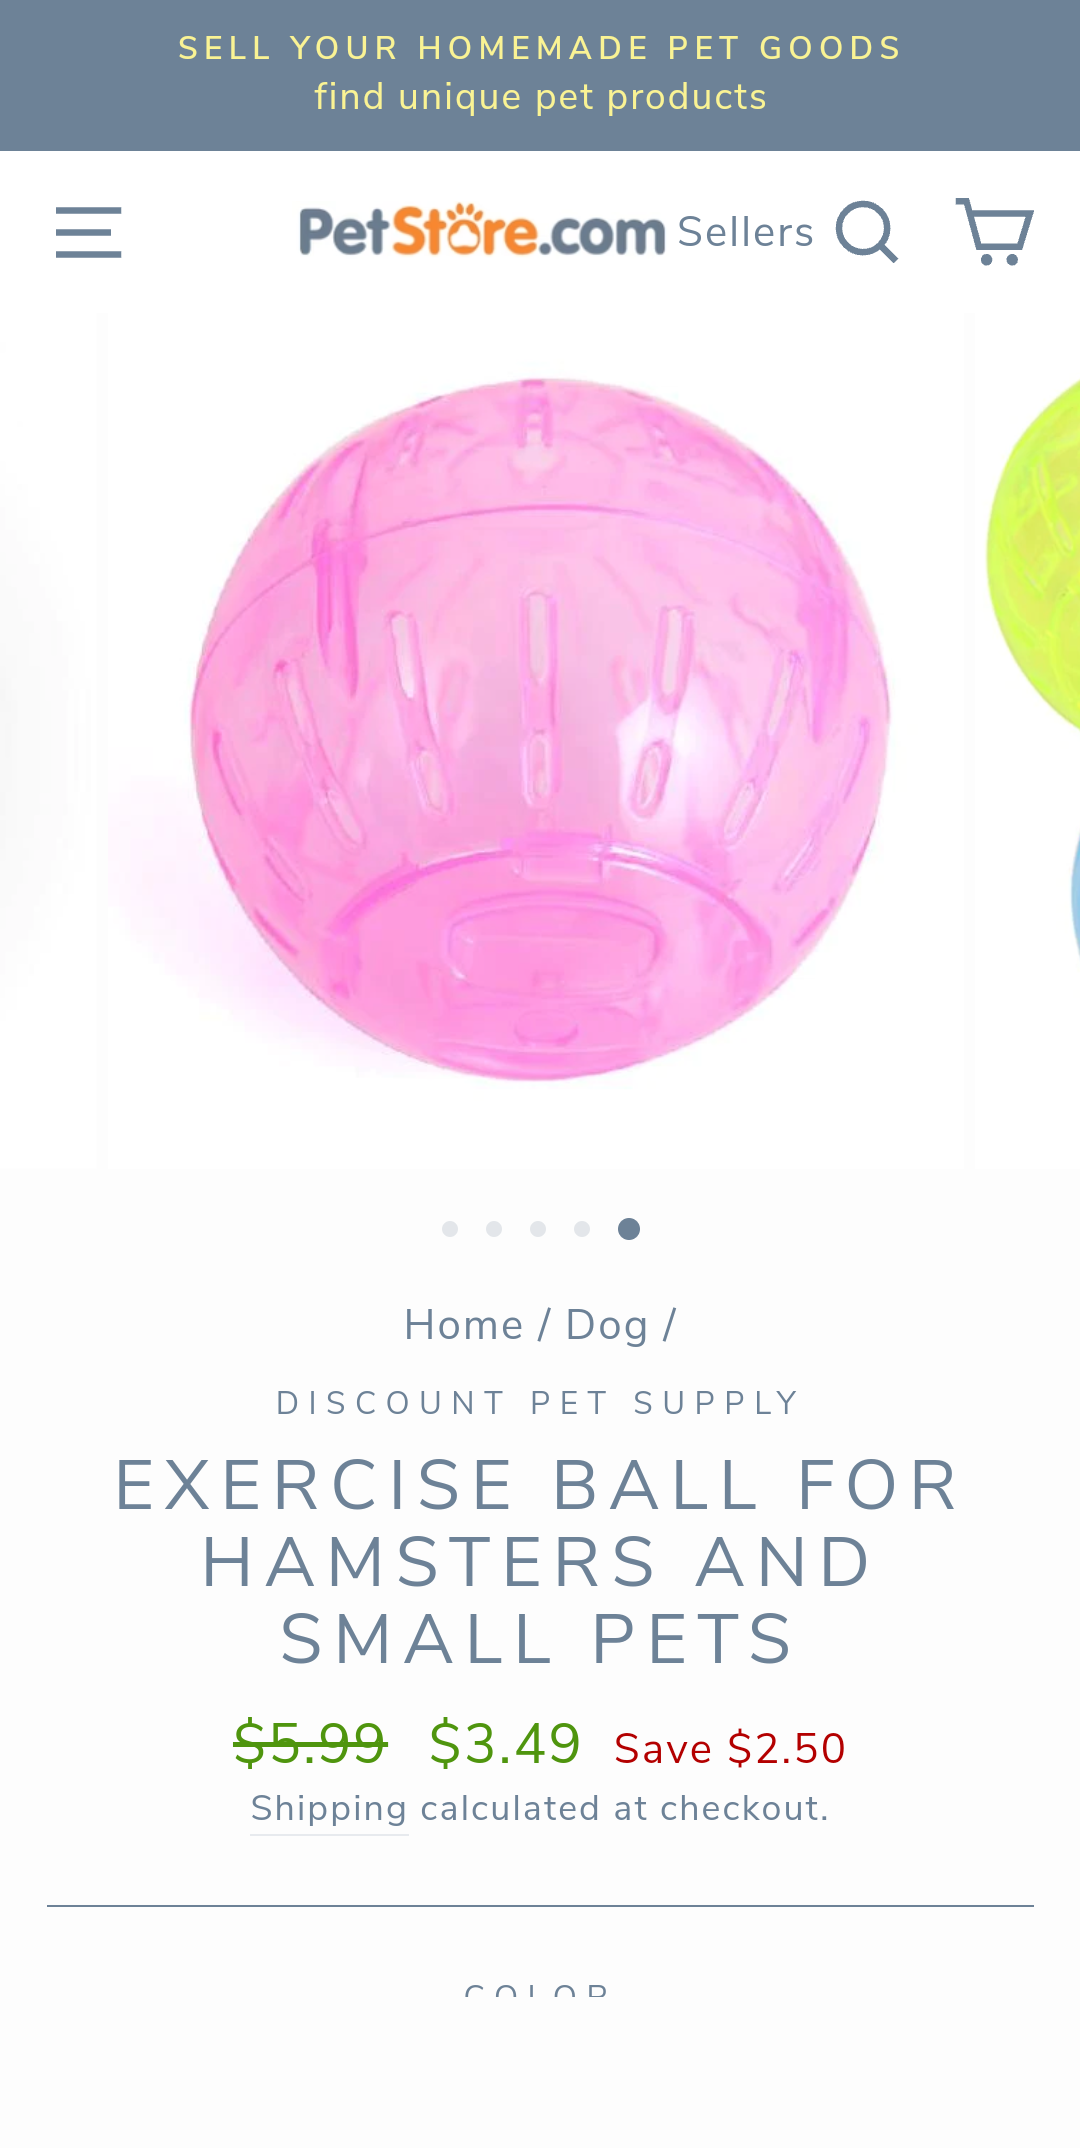 SELL YOUR HOMEMADE PET GOODS
find unique pet products
PetStore.com Sellers
Home / Dog /
DISCOUNT PET SUPPLY
EXERCISE BALL FOR
HAMSTERS AND
SMALL PETS
$5.99 $3.49 Save $2.50
Shipping calculated at checkout.
COLOR